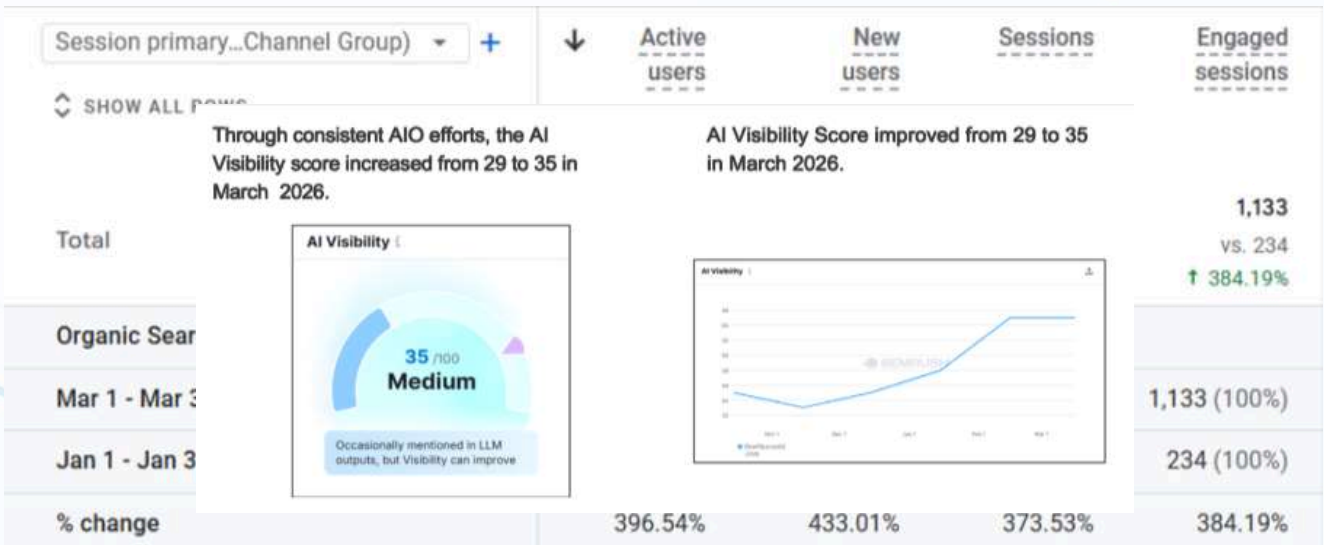 Session primary...Channel Group)
Active users
New users
Sessions
Engaged sessions
SHOW ALL ROWS
Through consistent AIO efforts, the AI
Visibility score increased from 29 to 35 in
March 2026.
AI Visibility Score improved from 29 to 35
in March 2026.
Total
1,133
vs. 234
384.19%
AI Visibility
35 /100
Medium
Occasionally mentioned in LLM
outputs, but Visibility can improve
AI Visibility
SEMRUSH
Organic Sear
Mar 1 - Mar 3
1,133 (100%)
Jan 1 - Jan 3
234 (100%)
% change
396.54%
433.01%
373.53%
384.19%